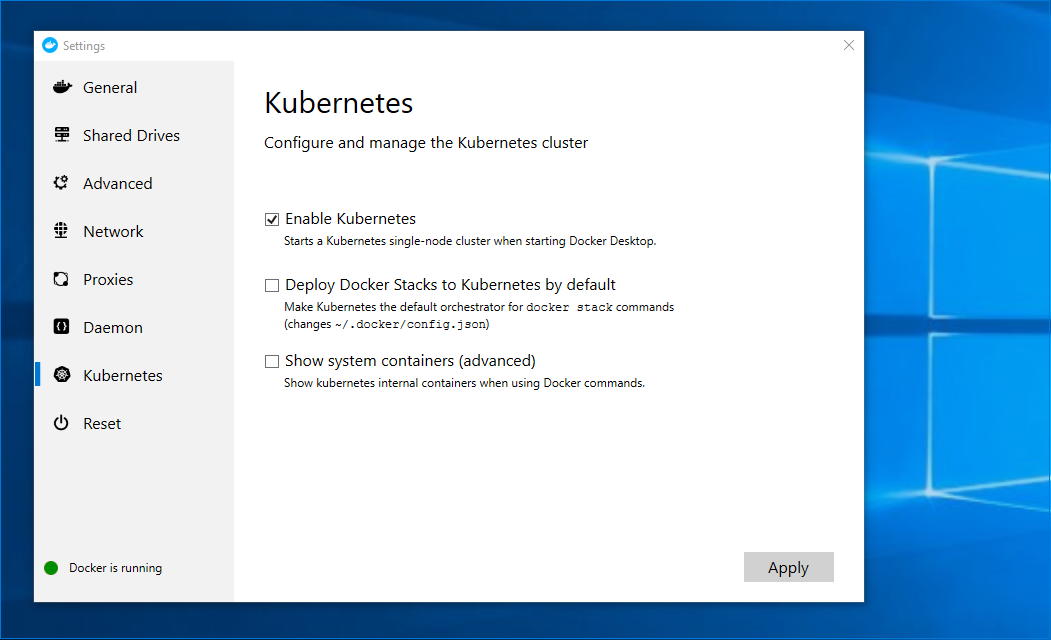 Settings
General
Shared Drives
Advanced
Network
Proxies
Daemon
Kubernetes
Reset
Docker is running
Kubernetes
Configure and manage the Kubernetes cluster
Enable Kubernetes
Starts a Kubernetes single-node cluster when starting Docker Desktop.
Deploy Docker Stacks to Kubernetes by default
Make Kubernetes the default orchestrator for docker stack commands
(changes ~/.docker/config.json)
Show system containers (advanced)
Show kubernetes internal containers when using Docker commands.
Apply